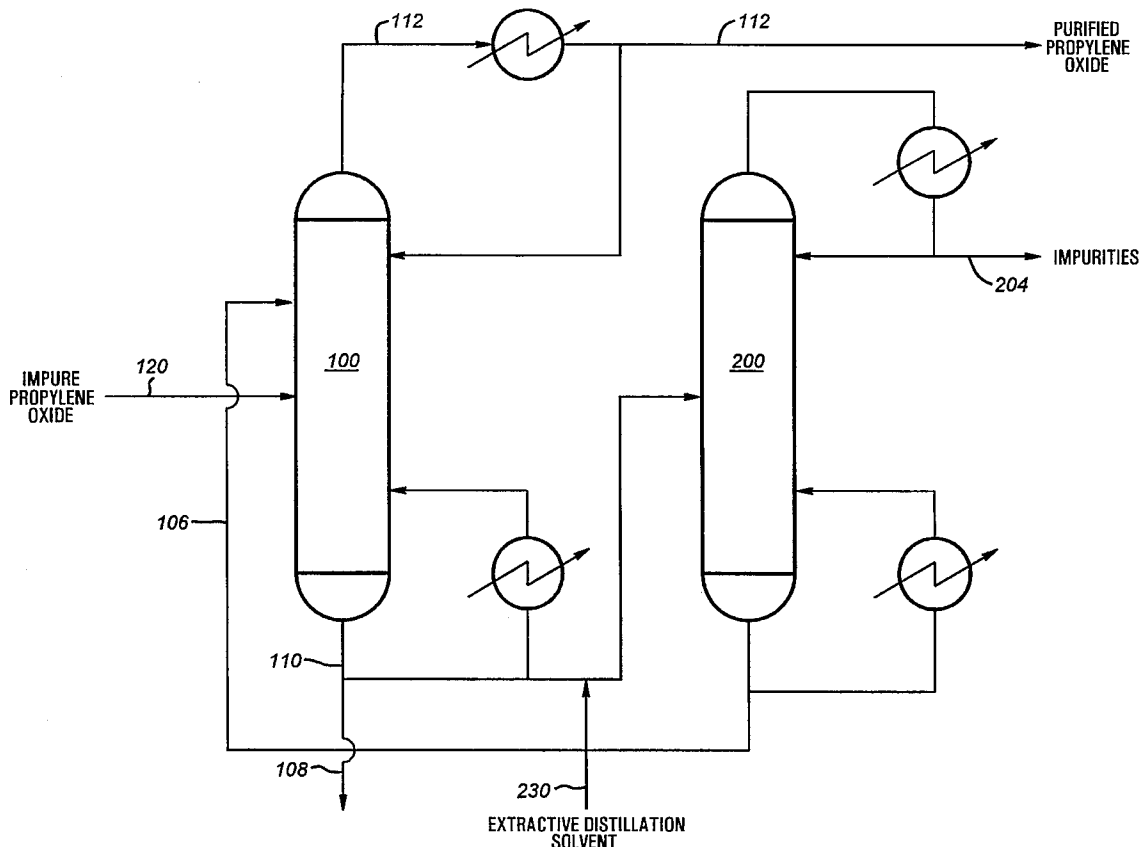 112
112
PURIFIED
PROPYLENE
OXIDE
IMPURITIES
204
100
200
120
IMPURE
PROPYLENE
OXIDE
106
110
108
230
EXTRACTIVE DISTILLATION
SOLVENT